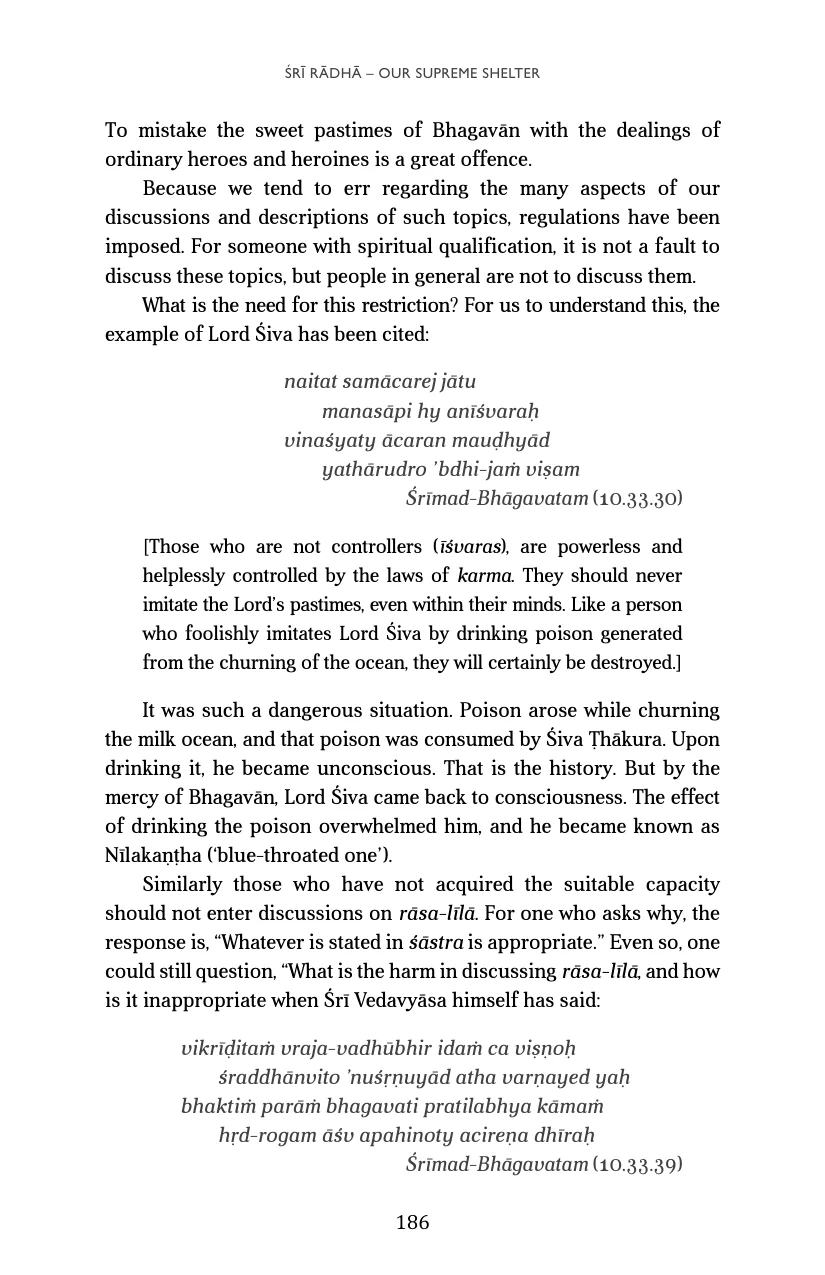 ŚRĪ RĀDHĀ – OUR SUPREME SHELTER
To mistake the sweet pastimes of Bhagavān with the dealings of
ordinary heroes and heroines is a great offence.
Because we tend to err regarding the many aspects of our
discussions and descriptions of such topics, regulations have been
imposed. For someone with spiritual qualification, it is not a fault to
discuss these topics, but people in general are not to discuss them.
What is the need for this restriction? For us to understand this, the
example of Lord Śiva has been cited:
naitat samācarej jātu
manasāpi hy anīśvaraḥ
vinaśyaty ācaran mauḍhyād
yathārudro ’bdhi-jaṁ viṣam
Śrīmad-Bhāgavatam (10.33.30)
[Those who are not controllers (īśvaras), are powerless and
helplessly controlled by the laws of karma. They should never
imitate the Lord’s pastimes, even within their minds. Like a person
who foolishly imitates Lord Śiva by drinking poison generated
from the churning of the ocean, they will certainly be destroyed.]
It was such a dangerous situation. Poison arose while churning
the milk ocean, and that poison was consumed by Śiva Ṭhākura. Upon
drinking it, he became unconscious. That is the history. But by the
mercy of Bhagavān, Lord Śiva came back to consciousness. The effect
of drinking the poison overwhelmed him, and he became known as
Nīlakaṇṭha (‘blue-throated one’).
Similarly those who have not acquired the suitable capacity
should not enter discussions on rāsa-līlā. For one who asks why, the
response is, “Whatever is stated in śāstra is appropriate.” Even so, one
could still question, “What is the harm in discussing rāsa-līlā, and how
is it inappropriate when Śrī Vedavyāsa himself has said:
vikrīḍitaṁ vraja-vadhūbhir idaṁ ca viṣṇoḥ
śraddhānvito ’nuśṛṇuyād atha varṇayed yaḥ
bhaktiṁ parāṁ bhagavati pratilabhya kāmaṁ
hṛd-rogam āśv apahinoty acireṇa dhīraḥ
Śrīmad-Bhāgavatam (10.33.39)
186